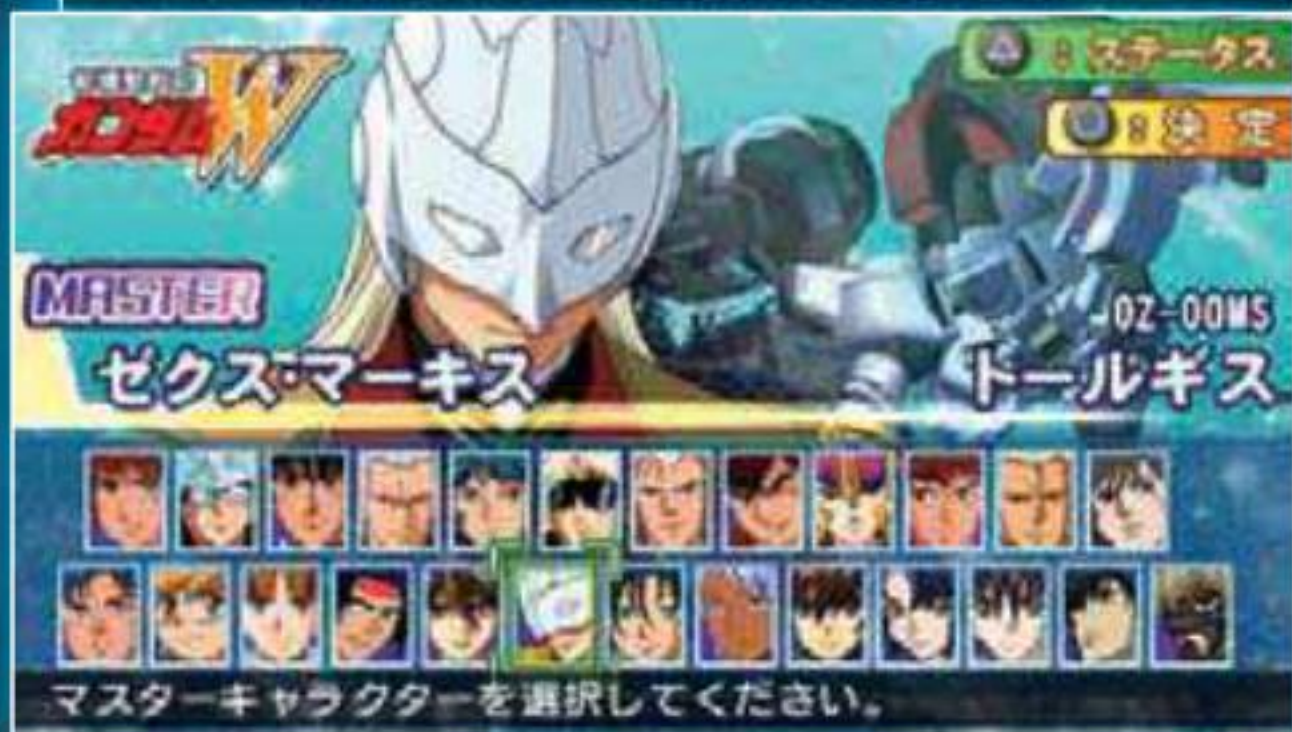 ガンダムW
△:ステータス
:決定
MASTER
OZ-00MS
ゼクス・マーキス
トールギス
マスターキャラクターを選択してください。